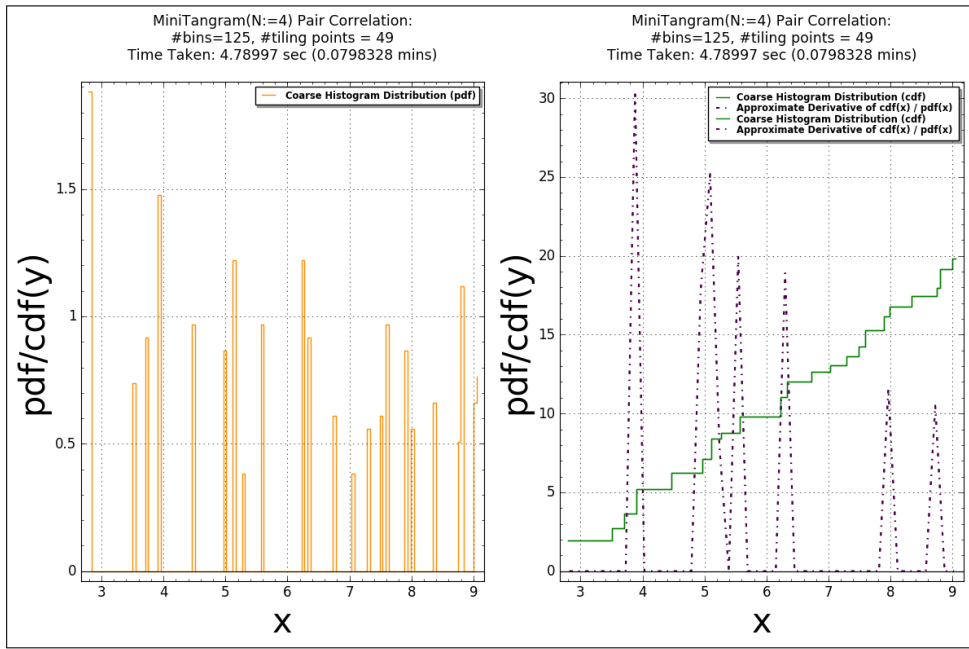 MiniTangram(N:=4) Pair Correlation:
#bins=125, #tiling points = 49
Time Taken: 4.78997 sec (0.0798328 mins)
Coarse Histogram Distribution (pdf)
pdf/cdf(y)
1.5
1
0.5
0
3 4 5 6 7 8 9
x
MiniTangram(N:=4) Pair Correlation:
#bins=125, #tiling points = 49
Time Taken: 4.78997 sec (0.0798328 mins)
Coarse Histogram Distribution (cdf)
Approximate Derivative of cdf(x) / pdf(x)
Coarse Histogram Distribution (cdf)
Approximate Derivative of cdf(x) / pdf(x)
pdf/cdf(y)
30
25
20
15
10
5
0
3 4 5 6 7 8 9
x